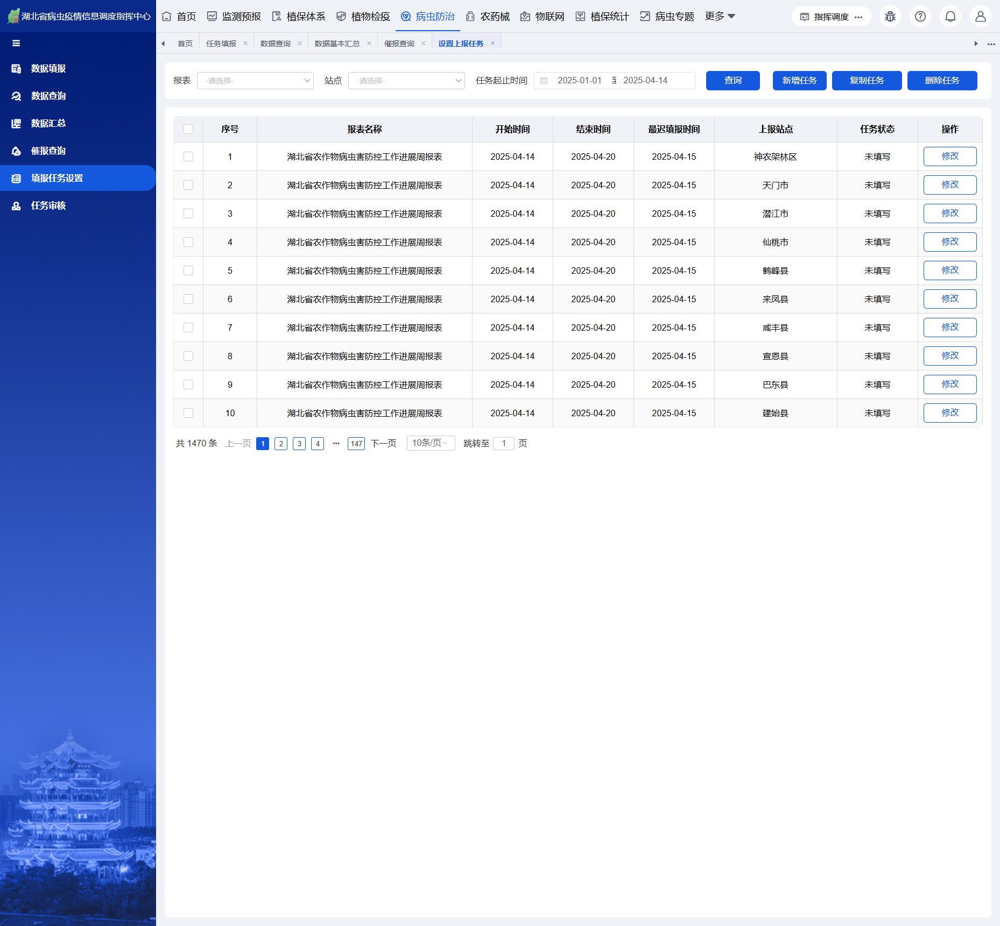 湖北省病虫疫情信息调度指挥中心
首页 监测预报 植保体系 植物检疫 病虫防治 农药械 物联网 植保统计 病虫专题 更多 指挥调度
首页 任务填报 数据查询 数据基本汇总 催报查询 设置上报任务
数据填报
数据查询
数据汇总
催报查询
填报任务设置
任务审核
报表 -请选择- 站点 -请选择- 任务起止时间 2025-01-01 至 2025-04-14 查询 新增任务 复制任务 删除任务
序号 报表名称 开始时间 结束时间 最迟填报时间 上报站点 任务状态 操作
1 湖北省农作物病虫害防控工作进展周报表 2025-04-14 2025-04-20 2025-04-15 神农架林区 未填写 修改
2 湖北省农作物病虫害防控工作进展周报表 2025-04-14 2025-04-20 2025-04-15 天门市 未填写 修改
3 湖北省农作物病虫害防控工作进展周报表 2025-04-14 2025-04-20 2025-04-15 潜江市 未填写 修改
4 湖北省农作物病虫害防控工作进展周报表 2025-04-14 2025-04-20 2025-04-15 仙桃市 未填写 修改
5 湖北省农作物病虫害防控工作进展周报表 2025-04-14 2025-04-20 2025-04-15 鹤峰县 未填写 修改
6 湖北省农作物病虫害防控工作进展周报表 2025-04-14 2025-04-20 2025-04-15 来凤县 未填写 修改
7 湖北省农作物病虫害防控工作进展周报表 2025-04-14 2025-04-20 2025-04-15 咸丰县 未填写 修改
8 湖北省农作物病虫害防控工作进展周报表 2025-04-14 2025-04-20 2025-04-15 宣恩县 未填写 修改
9 湖北省农作物病虫害防控工作进展周报表 2025-04-14 2025-04-20 2025-04-15 巴东县 未填写 修改
10 湖北省农作物病虫害防控工作进展周报表 2025-04-14 2025-04-20 2025-04-15 建始县 未填写 修改
共 1470 条 上一页 1 2 3 4 ··· 147 下一页 10条/页 跳转至 1 页